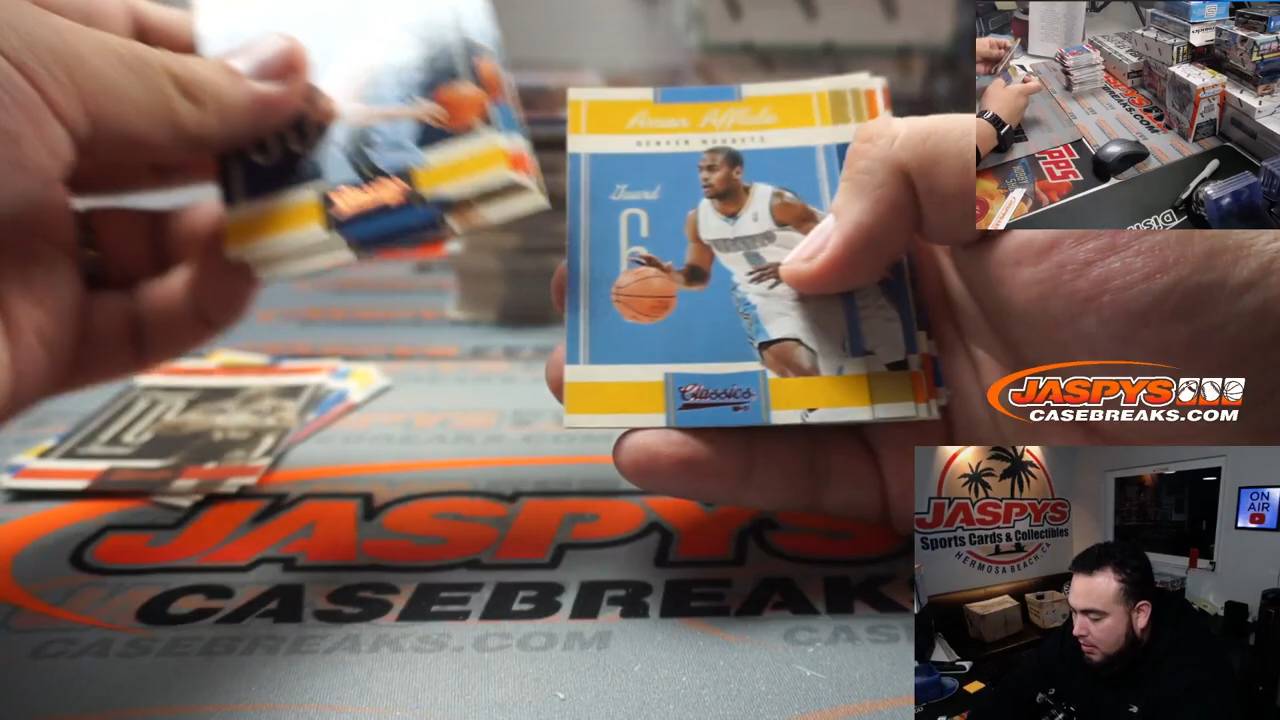 Arron Afflalo
DENVER NUGGETS
Guard
6
Classics
JASPYS
CASEBREAKS.COM
JASPYS
CASEBREAK
CASEBREAKS.COM
JASPYS
Sports Cards & Collectibles
HERMOSA BEACH, CA
ON
AIR